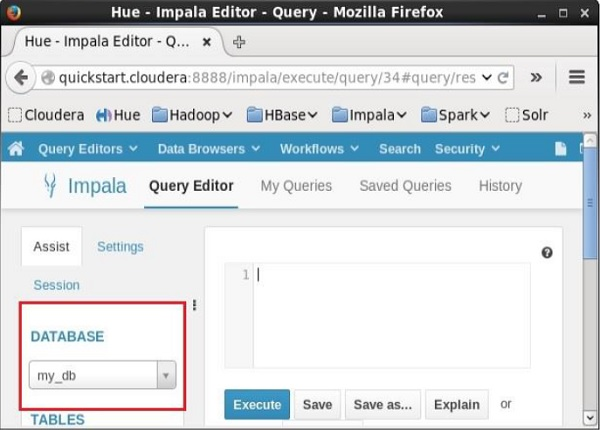 Hue - Impala Editor - Query - Mozilla Firefox
Hue - Impala Editor - Q...
quickstart.cloudera:8888/impala/execute/query/34#query/res
Cloudera Hue Hadoop HBase Impala Spark Solr »
Query Editors Data Browsers Workflows Search Security
Impala Query Editor My Queries Saved Queries History
Assist Settings
Session
1
DATABASE
my_db
Execute Save Save as... Explain or
TABLES